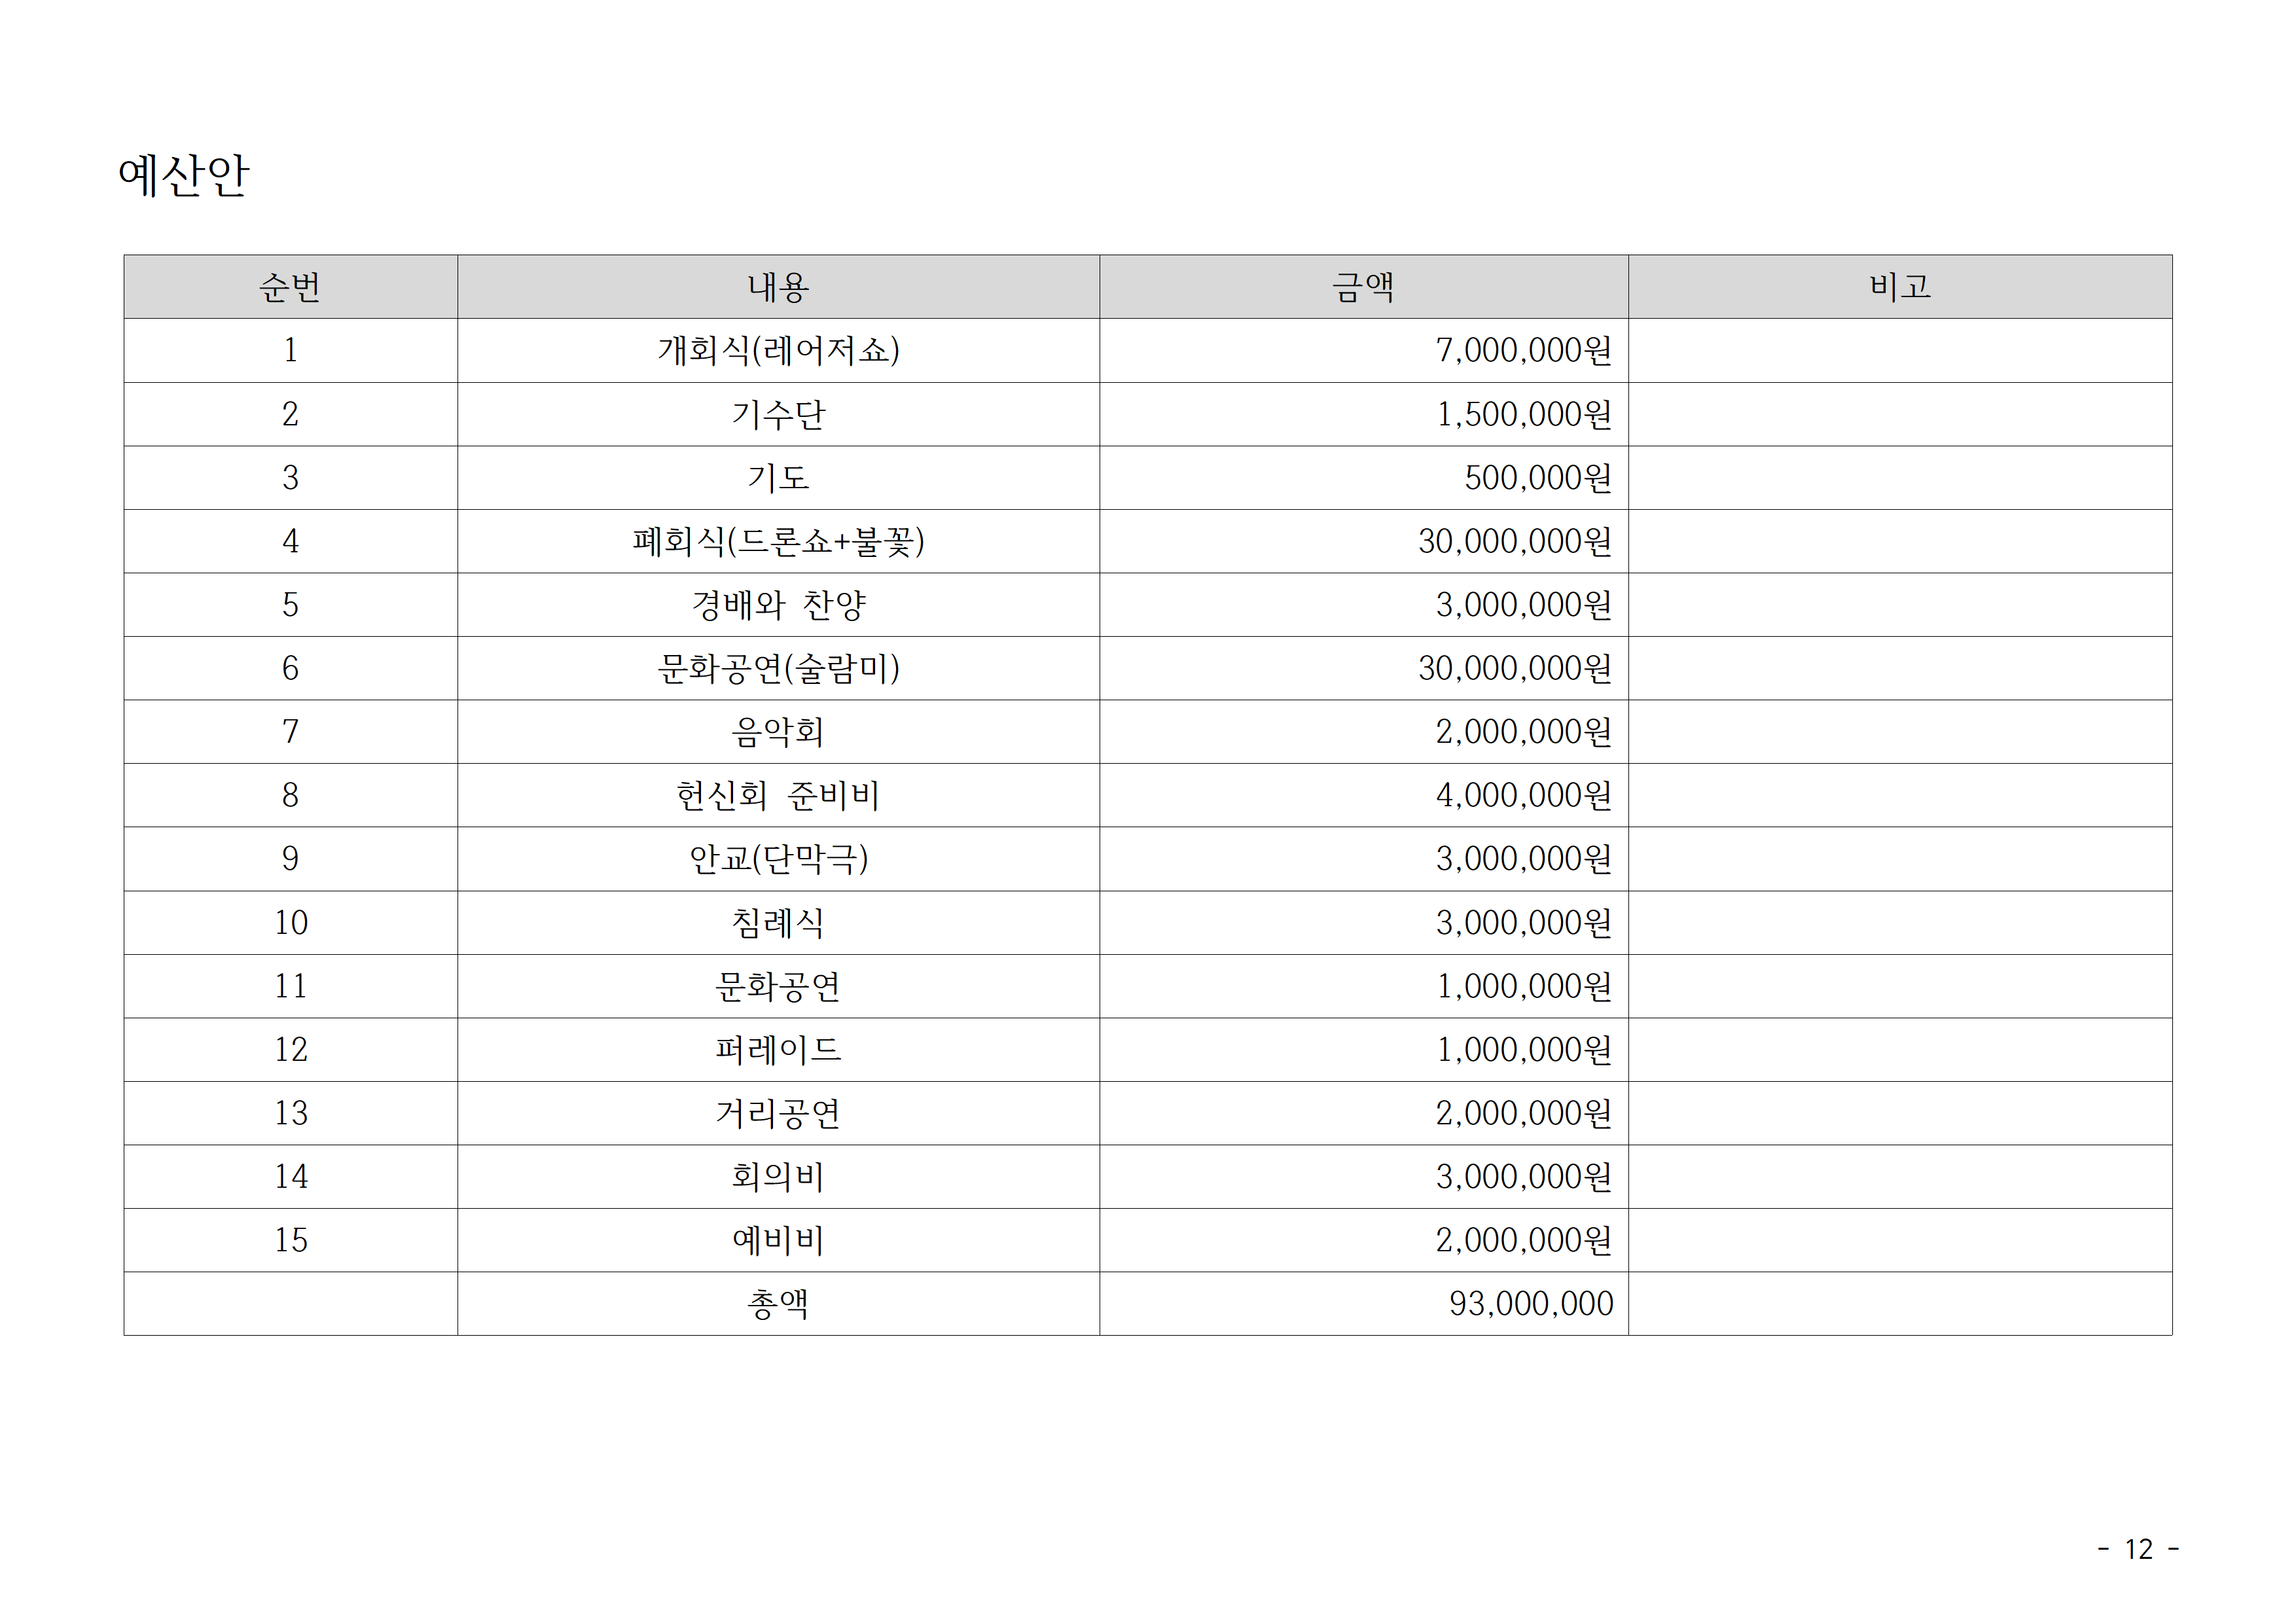 예산안
순번 내용 금액 비고
1 개회식(레어저쇼) 7,000,000원
2 기수단 1,500,000원
3 기도 500,000원
4 폐회식(드론쇼+불꽃) 30,000,000원
5 경배와 찬양 3,000,000원
6 문화공연(술람미) 30,000,000원
7 음악회 2,000,000원
8 헌신회 준비비 4,000,000원
9 안교(단막극) 3,000,000원
10 침례식 3,000,000원
11 문화공연 1,000,000원
12 퍼레이드 1,000,000원
13 거리공연 2,000,000원
14 회의비 3,000,000원
15 예비비 2,000,000원
총액 93,000,000
- 12 -